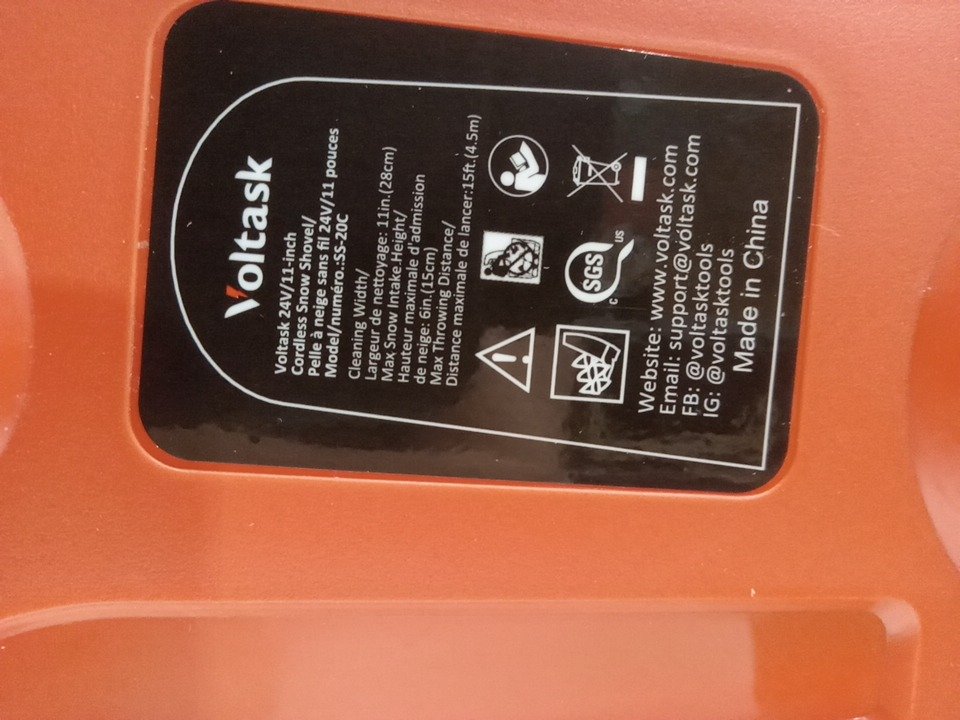 Voltask
Voltask 24V/11-inch
Cordless Snow Shovel/
Pelle à neige sans fil 24V/11 pouces
Model/numéro.:SS-20C
Cleaning Width/
Largeur de nettoyage: 11in.(28cm)
Max Snow Intake.Height/
Hauteur maximale d'admission
de neige: 6in.(15cm)
Max Throwing Distance/
Distance maximale de lancer:15ft.(4.5m)
C SGS US
Website: www.voltask.com
Email: support@voltask.com
FB: @voltasktools
IG: @voltasktools
Made in China